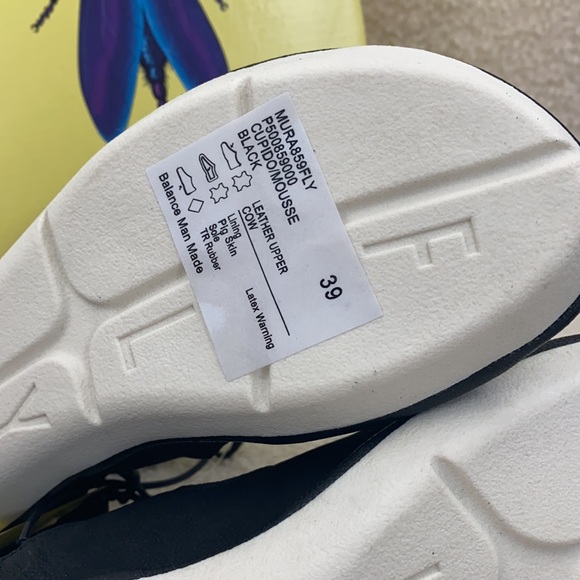 MURA859FLY
P500859000
CUPIDO/MOUSSE
BLACK
LEATHER UPPER
COW
Lining
Pig Skin
Sole
TR Rubber
Balance Man Made
Latex Warning
39
F
L
Y